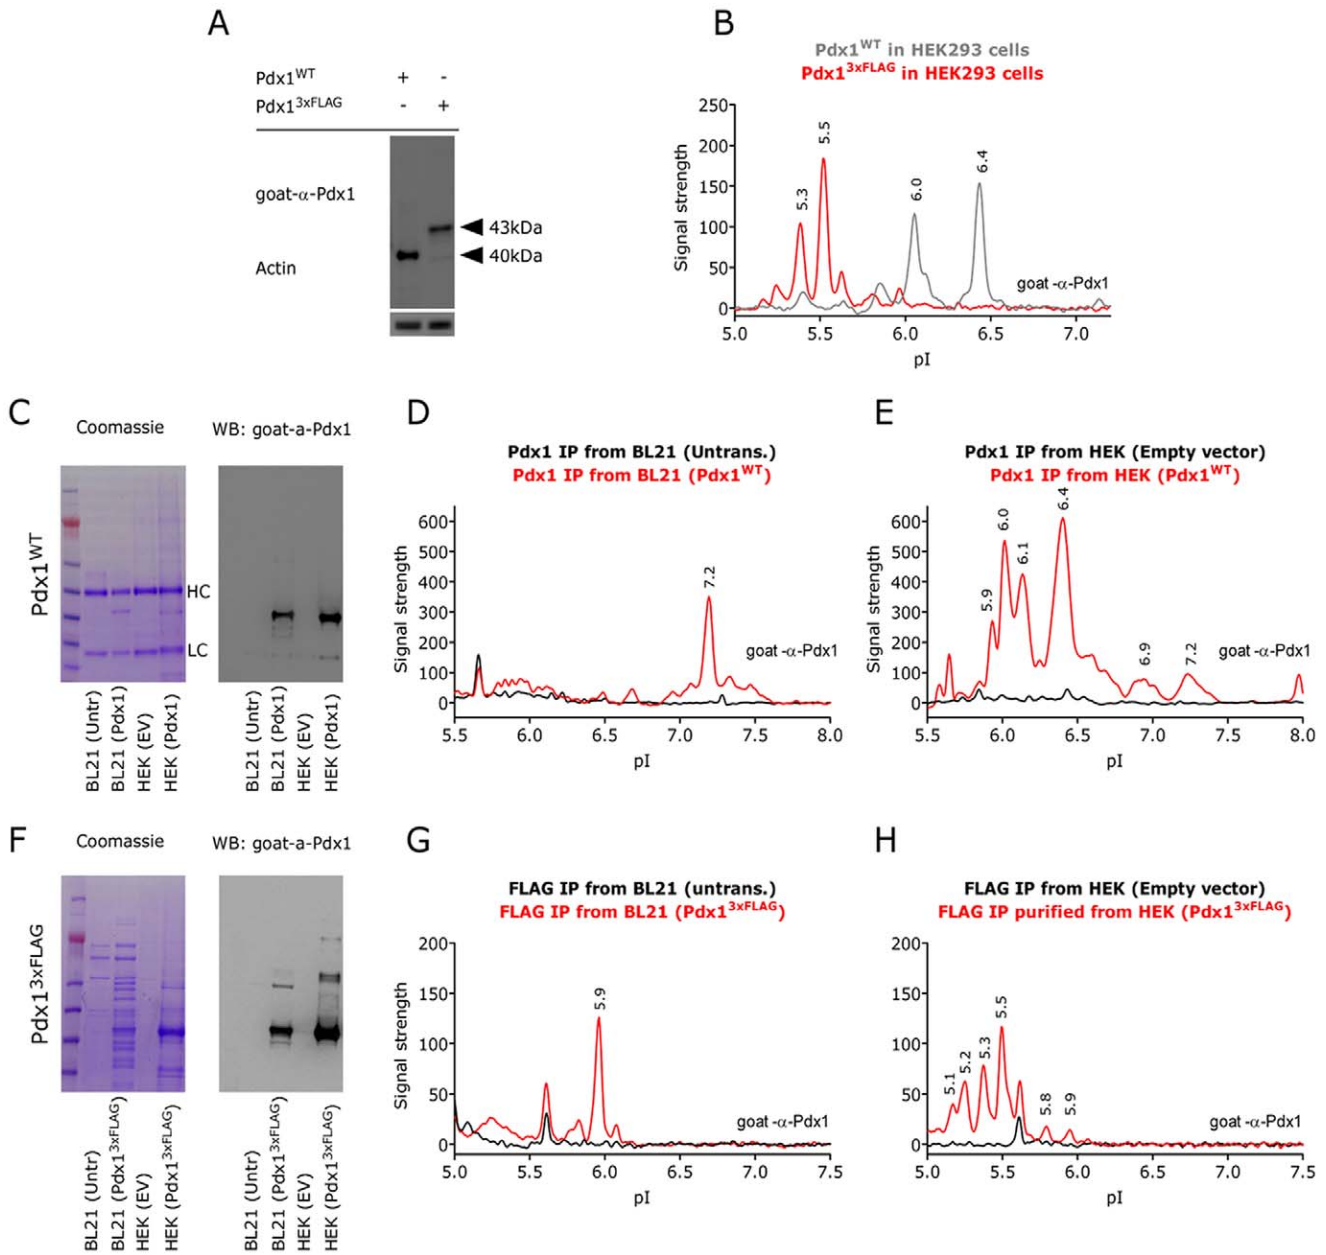 A
Pdx1WT + -
Pdx13xFLAG - +
goat-α-Pdx1
43kDa
40kDa
Actin
B
Pdx1WT in HEK293 cells
Pdx13xFLAG in HEK293 cells
250
200
150
100
50
0
Signal strength
5.3
5.5
6.0
6.4
goat -α-Pdx1
5.0 5.5 6.0 6.5 7.0
pI
C
Coomassie WB: goat-a-Pdx1
Pdx1WT
HC
LC
BL21 (Untr)
BL21 (Pdx1)
HEK (EV)
HEK (Pdx1)
BL21 (Untr)
BL21 (Pdx1)
HEK (EV)
HEK (Pdx1)
D
Pdx1 IP from BL21 (Untrans.)
Pdx1 IP from BL21 (Pdx1WT)
600
500
400
300
200
100
0
Signal strength
7.2
goat -α-Pdx1
5.5 6.0 6.5 7.0 7.5 8.0
pI
E
Pdx1 IP from HEK (Empty vector)
Pdx1 IP from HEK (Pdx1WT)
600
500
400
300
200
100
0
Signal strength
5.9
6.0
6.1
6.4
6.9
7.2
goat -α-Pdx1
5.5 6.0 6.5 7.0 7.5 8.0
pI
F
Coomassie WB: goat-a-Pdx1
Pdx13xFLAG
BL21 (Untr)
BL21 (Pdx13xFLAG)
HEK (EV)
HEK (Pdx13xFLAG)
BL21 (Untr)
BL21 (Pdx13xFLAG)
HEK (EV)
HEK (Pdx13xFLAG)
G
FLAG IP from BL21 (untrans.)
FLAG IP from BL21 (Pdx13xFLAG)
200
150
100
50
0
Signal strength
5.9
goat -α-Pdx1
5.0 5.5 6.0 6.5 7.0 7.5
pI
H
FLAG IP from HEK (Empty vector)
FLAG IP purified from HEK (Pdx13xFLAG)
200
150
100
50
0
Signal strength
5.1
5.2
5.3
5.5
5.8
5.9
goat -α-Pdx1
5.0 5.5 6.0 6.5 7.0 7.5
pI